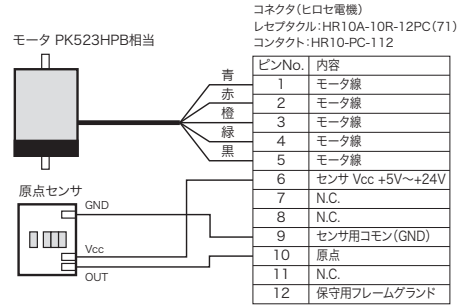 コネクタ(ヒロセ電機)
レセプタクル:HR10A-10R-12PC(71)
コンタクト:HR10-PC-112
モータ PK523HPB相当
ピンNo. 内容
青 1 モータ線
赤 2 モータ線
橙 3 モータ線
緑 4 モータ線
黒 5 モータ線
6 センサ Vcc +5V〜+24V
7 N.C.
8 N.C.
9 センサ用コモン(GND)
10 原点
11 N.C.
12 保守用フレームグランド
原点センサ
GND
Vcc
OUT